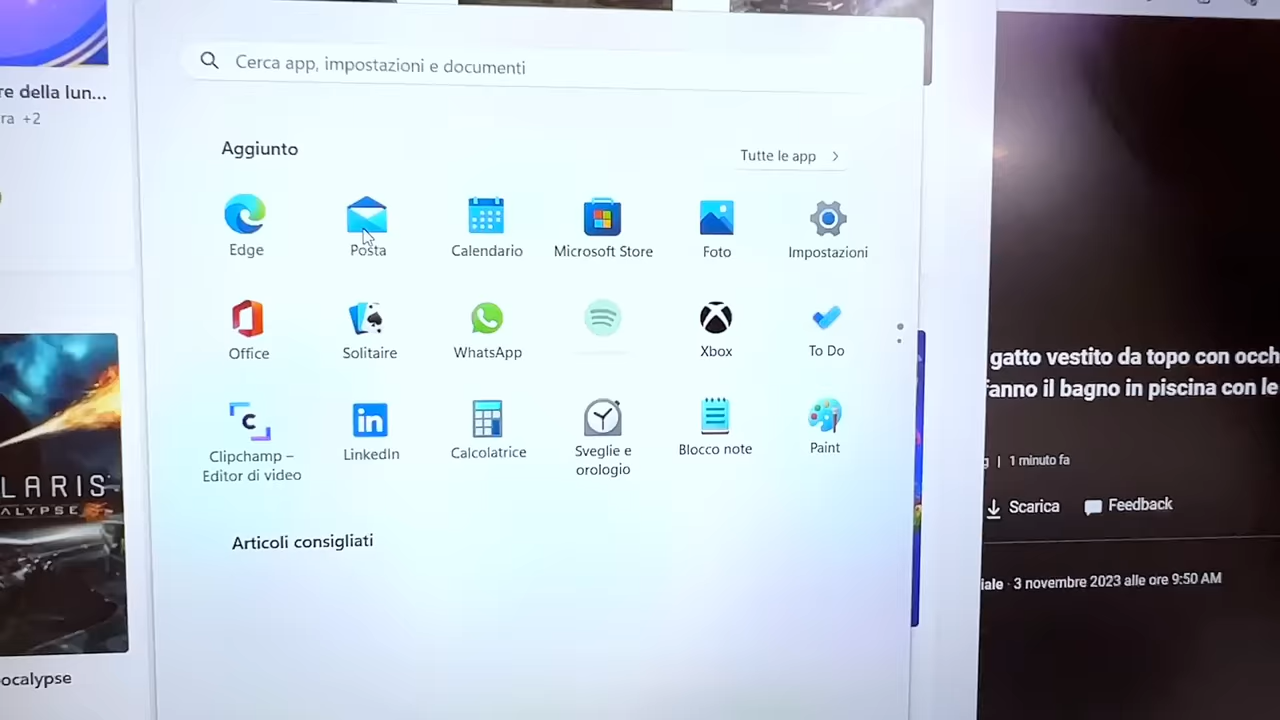 re della lun...
ra +2
LARIS
ALYPSE
ocalypse
Cerca app, impostazioni e documenti
Aggiunto
Tutte le app
Edge
Posta
Calendario
Microsoft Store
Foto
Impostazioni
Office
Solitaire
WhatsApp
Xbox
To Do
Clipchamp –
Editor di video
LinkedIn
Calcolatrice
Sveglie e
orologio
Blocco note
Paint
Articoli consigliati
gatto vestito da topo con occh
fanno il bagno in piscina con le
g | 1 minuto fa
Scarica
Feedback
iale · 3 novembre 2023 alle ore 9:50 AM